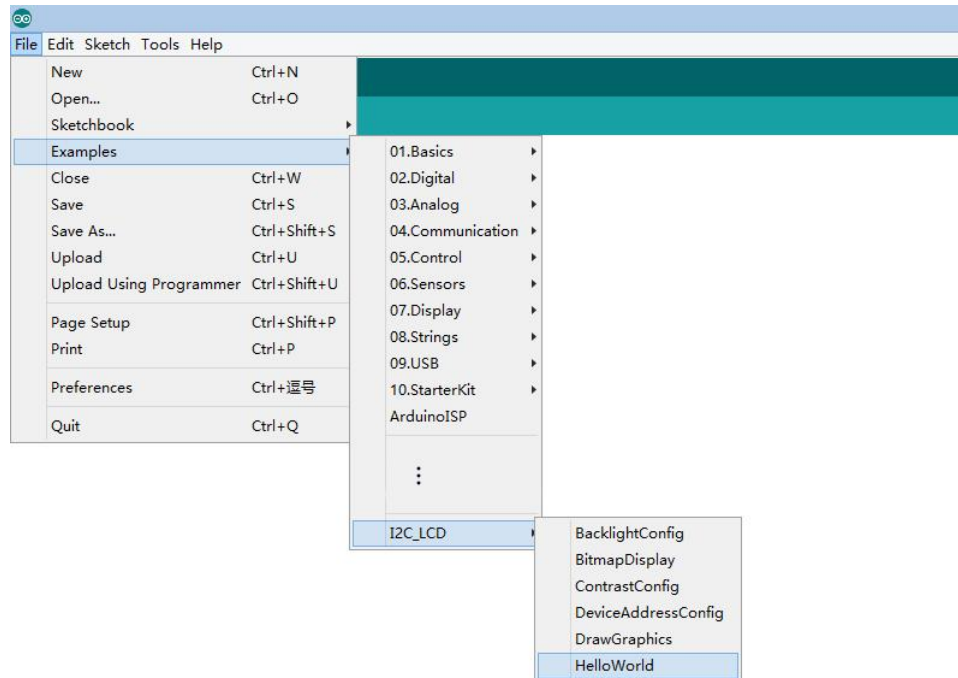 File Edit Sketch Tools Help
New Ctrl+N
Open... Ctrl+O
Sketchbook
Examples
Close Ctrl+W
Save Ctrl+S
Save As... Ctrl+Shift+S
Upload Ctrl+U
Upload Using Programmer Ctrl+Shift+U
Page Setup Ctrl+Shift+P
Print Ctrl+P
Preferences Ctrl+逗号
Quit Ctrl+Q
01.Basics
02.Digital
03.Analog
04.Communication
05.Control
06.Sensors
07.Display
08.Strings
09.USB
10.StarterKit
ArduinoISP
I2C_LCD
BacklightConfig
BitmapDisplay
ContrastConfig
DeviceAddressConfig
DrawGraphics
HelloWorld